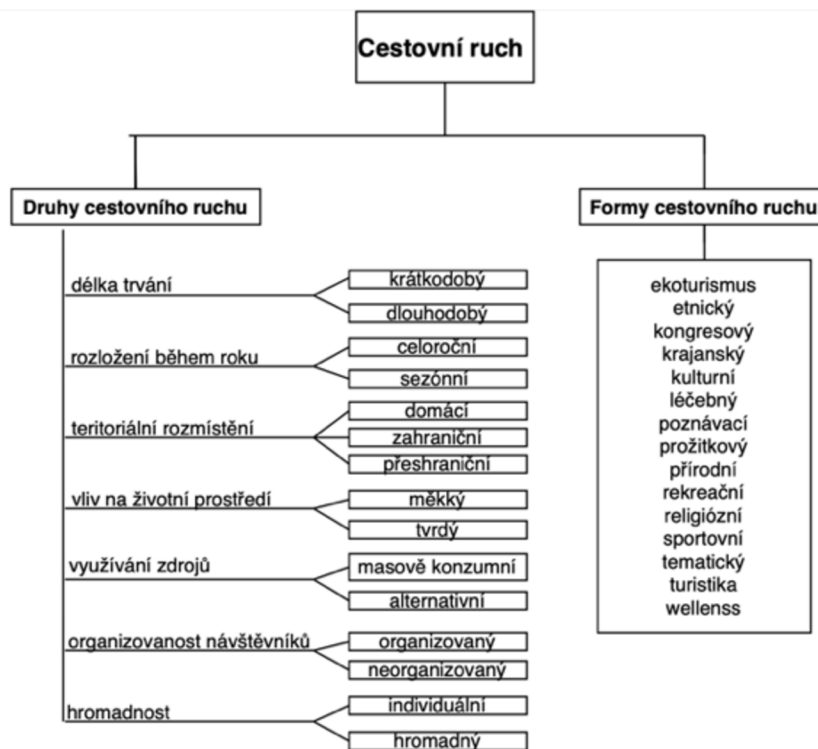 Cestovní ruch
Druhy cestovního ruchu
délka trvání
krátkodobý
dlouhodobý
rozložení během roku
celoroční
sezónní
teritoriální rozmístění
domácí
zahraniční
přeshraniční
vliv na životní prostředí
měkký
tvrdý
využívání zdrojů
masově konzumní
alternativní
organizovanost návštěvníků
organizovaný
neorganizovaný
hromadnost
individuální
hromadný
Formy cestovního ruchu
ekoturismus
etnický
kongresový
krajanský
kulturní
léčebný
poznávací
prožitkový
přírodní
rekreační
religiózní
sportovní
tematický
turistika
wellenss